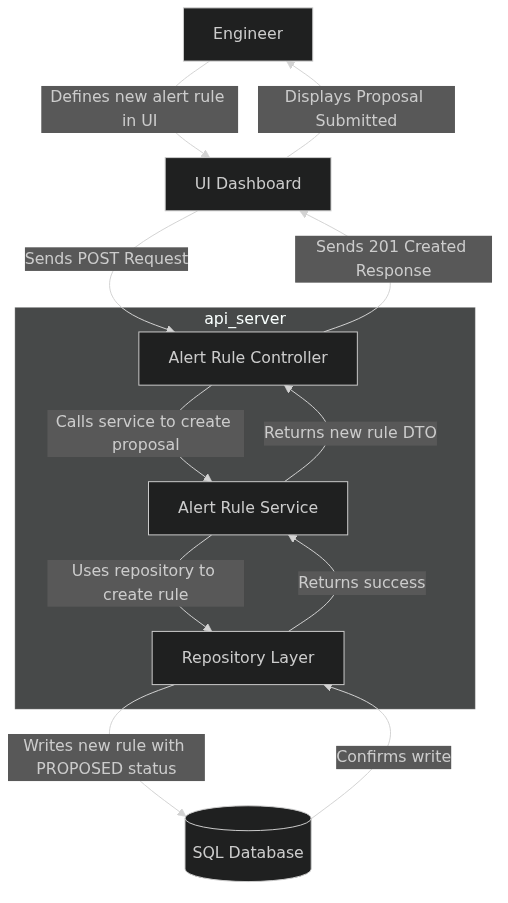 Engineer
Defines new alert rule
in UI
Displays Proposal
Submitted
UI Dashboard
Sends POST Request
Sends 201 Created
Response
api_server
Alert Rule Controller
Calls service to create
proposal
Returns new rule DTO
Alert Rule Service
Uses repository to
create rule
Returns success
Repository Layer
Writes new rule with
PROPOSED status
Confirms write
SQL Database